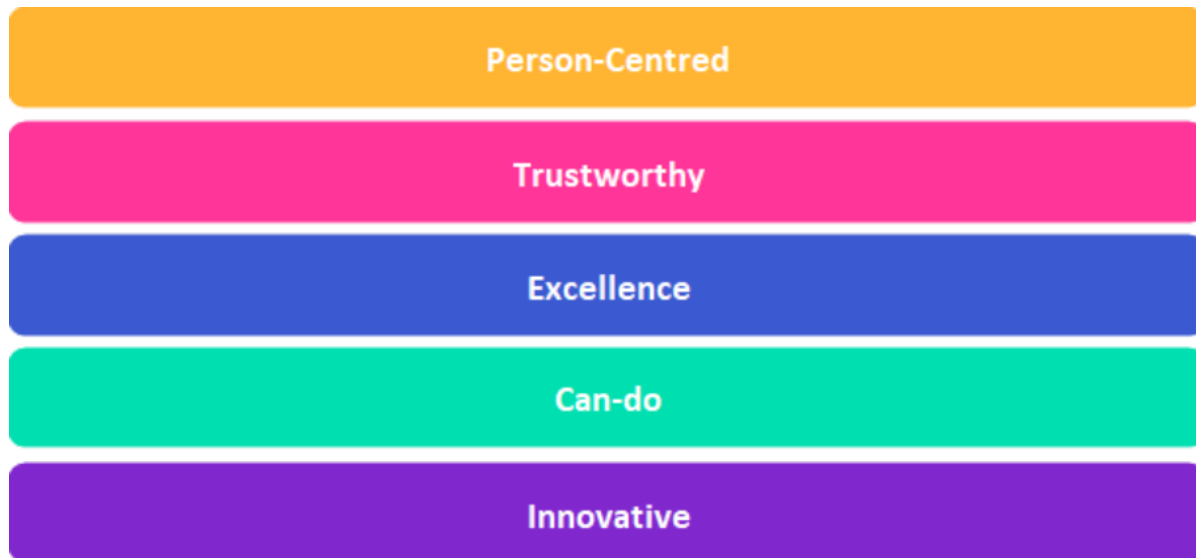 Person-Centred
Trustworthy
Excellence
Can-do
Innovative